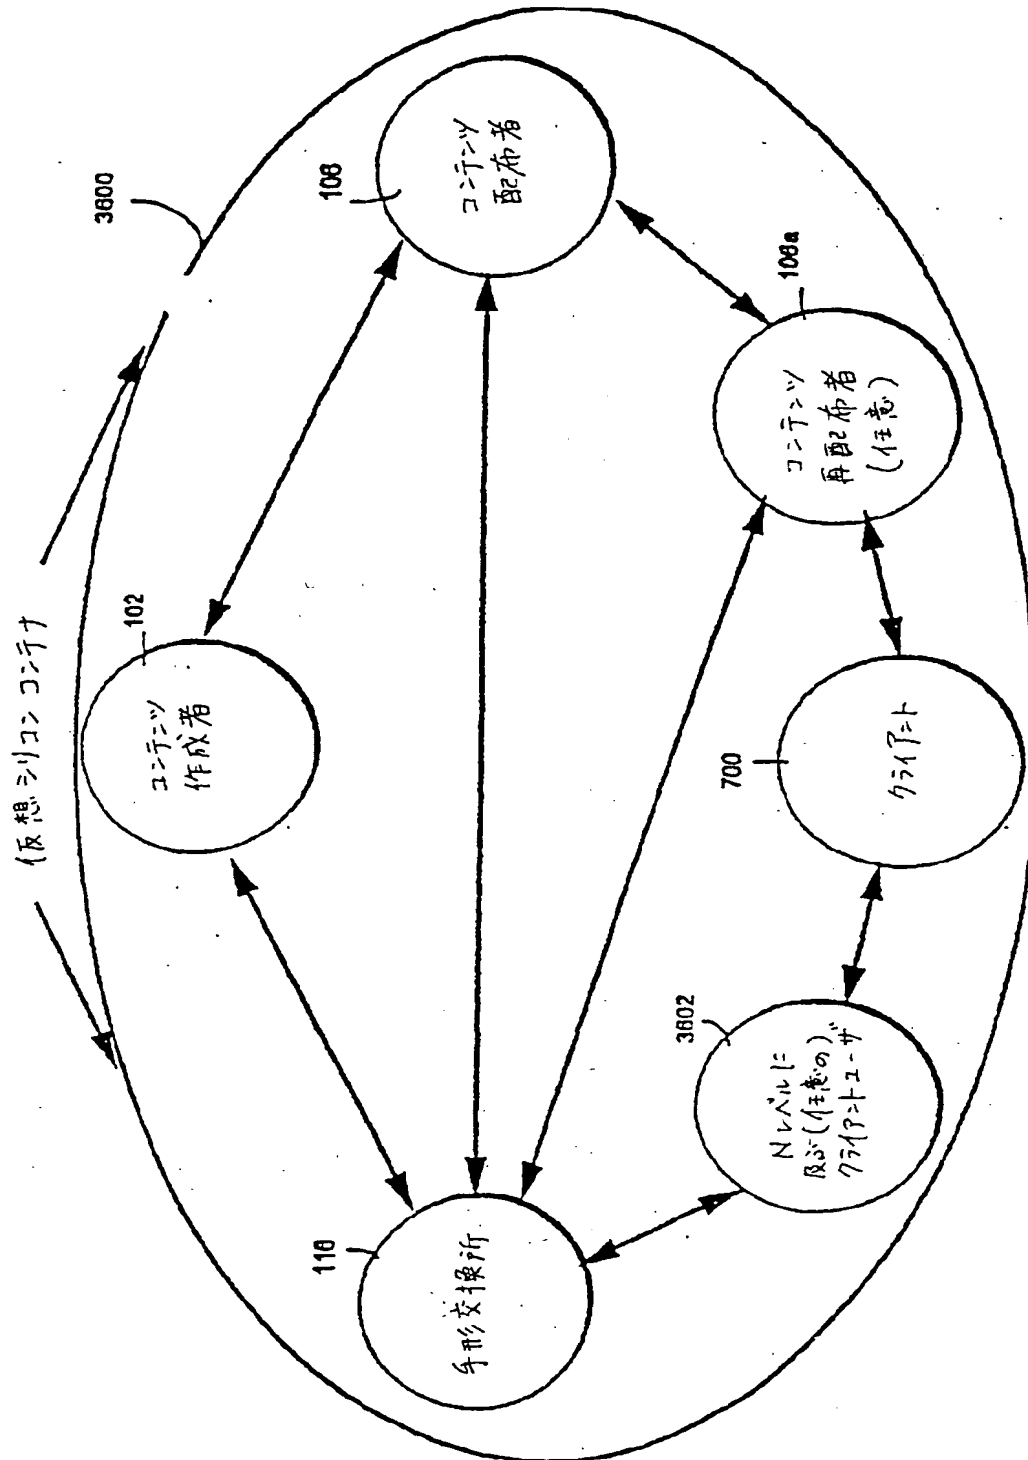 仮想シリコンコンテナ
3600
コンテンツ
作成者
102
コンテンツ
配布者
106
コンテンツ
再配布者
(任意)
106a
クライアント
700
Nレベルに
及ぶ(任意の)
クライアントユーザ
3602
手形交換所
116